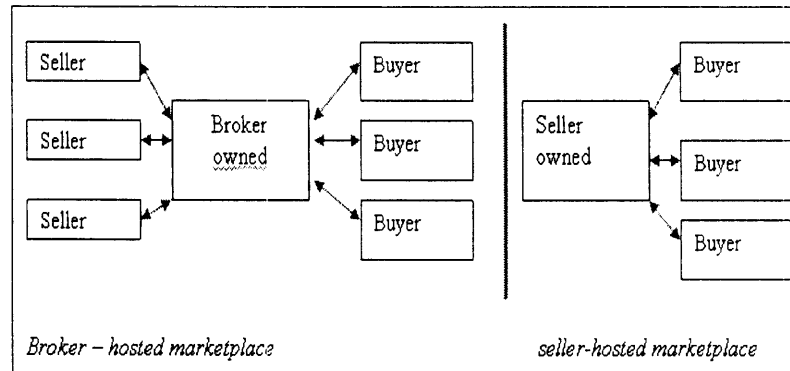 Seller
Seller
Seller
Broker
owned
Buyer
Buyer
Buyer
Seller
owned
Buyer
Buyer
Buyer
Broker – hosted marketplace
seller-hosted marketplace